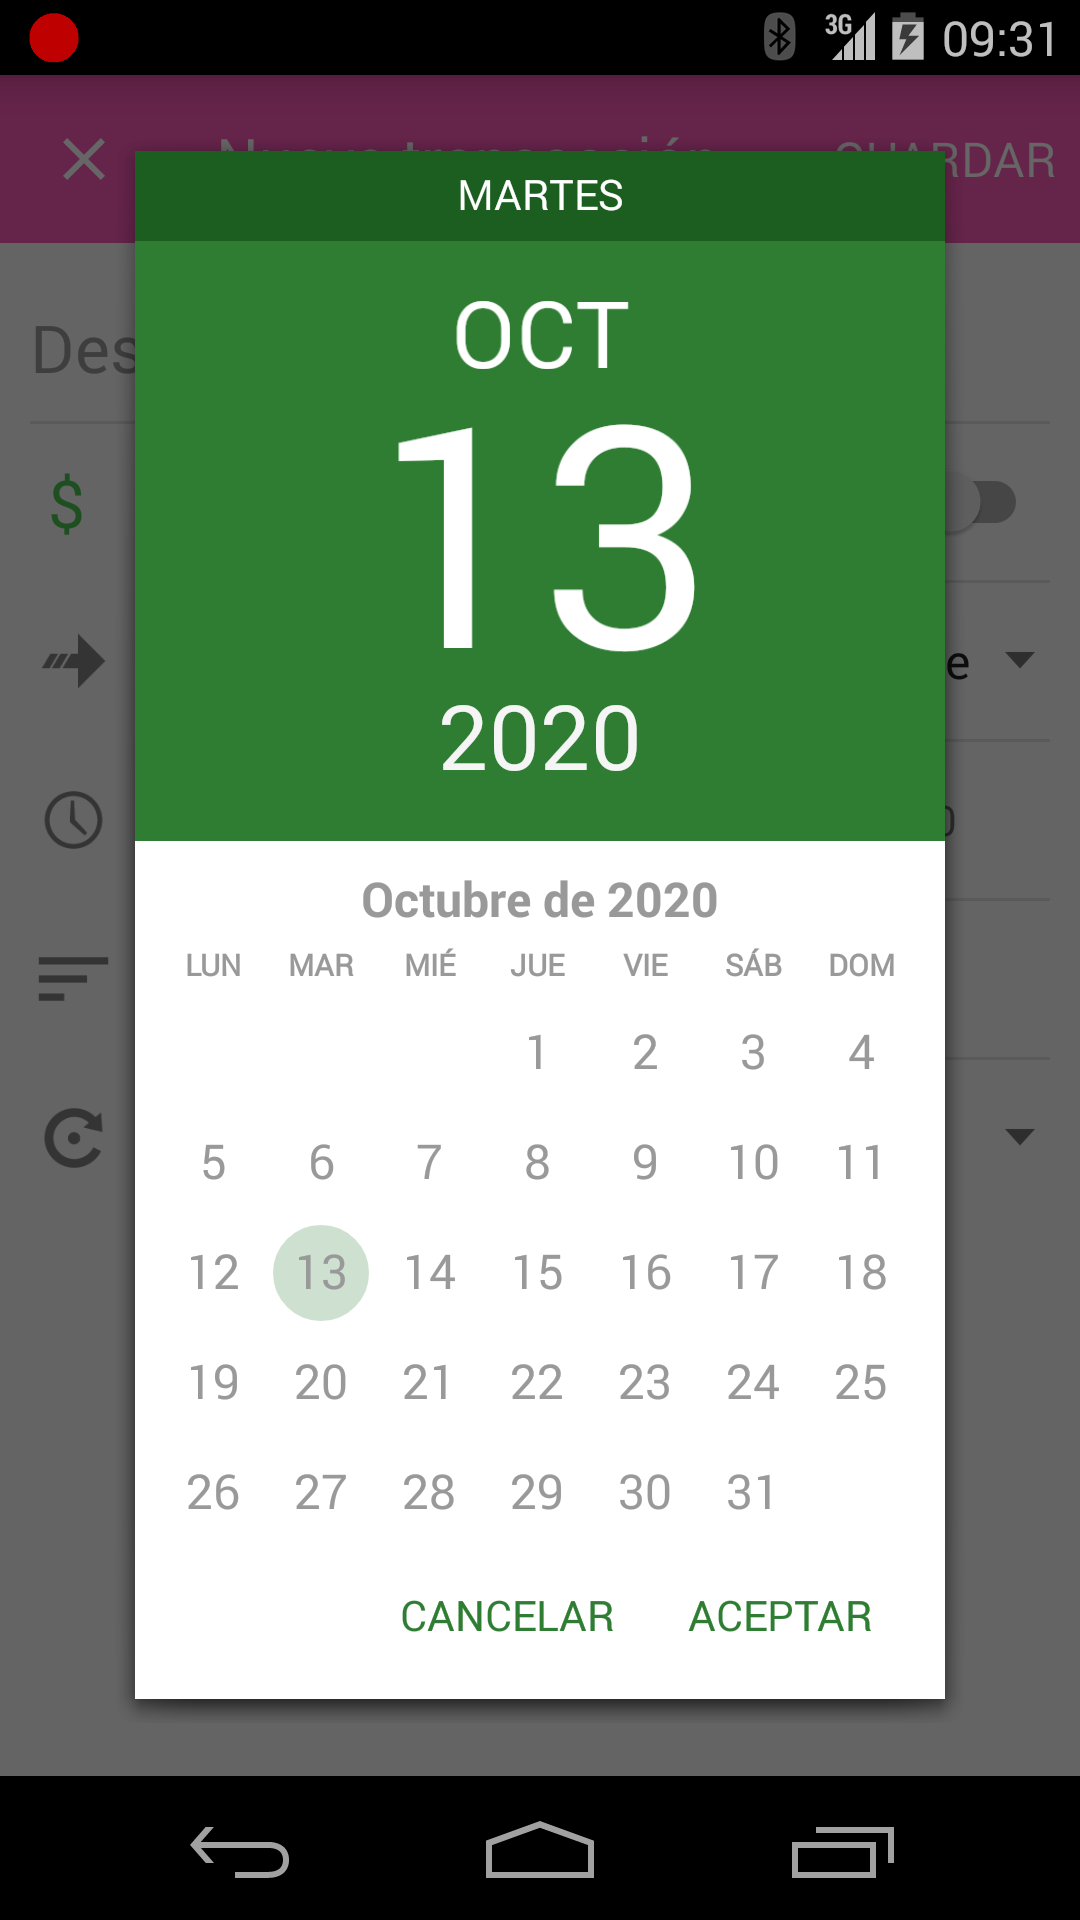 3G 09:31
GUARDAR
MARTES
OCT
13
2020
Des
$
e
Octubre de 2020
LUN MAR MIÉ JUE VIE SÁB DOM
1 2 3 4
5 6 7 8 9 10 11
12 13 14 15 16 17 18
19 20 21 22 23 24 25
26 27 28 29 30 31
CANCELAR ACEPTAR